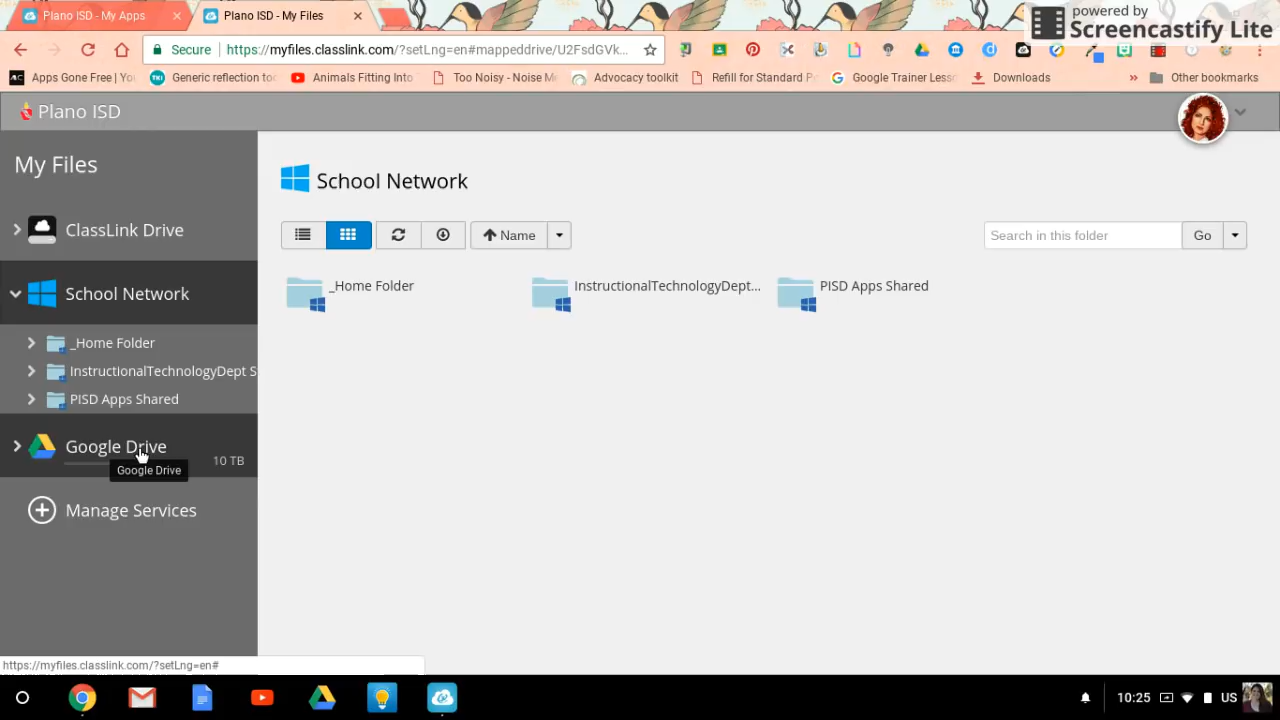 Plano ISD - My Apps
Plano ISD - My Files
powered by
Screencastify Lite
Secure
https://myfiles.classlink.com/?setLng=en#mappeddrive/U2FsdGVk...
Apps Gone Free | You
TKI
Generic reflection to
Animals Fitting Into
Too Noisy - Noise Me
Advocacy toolkit
Refill for Standard P
Google Trainer Less
Downloads
»
Other bookmarks
Plano ISD
My Files
ClassLink Drive
School Network
_Home Folder
InstructionalTechnologyDept S
PISD Apps Shared
Google Drive
10 TB
Google Drive
Manage Services
School Network
Name
Search in this folder
Go
_Home Folder
InstructionalTechnologyDept...
PISD Apps Shared
https://myfiles.classlink.com/?setLng=en#
10:25
US